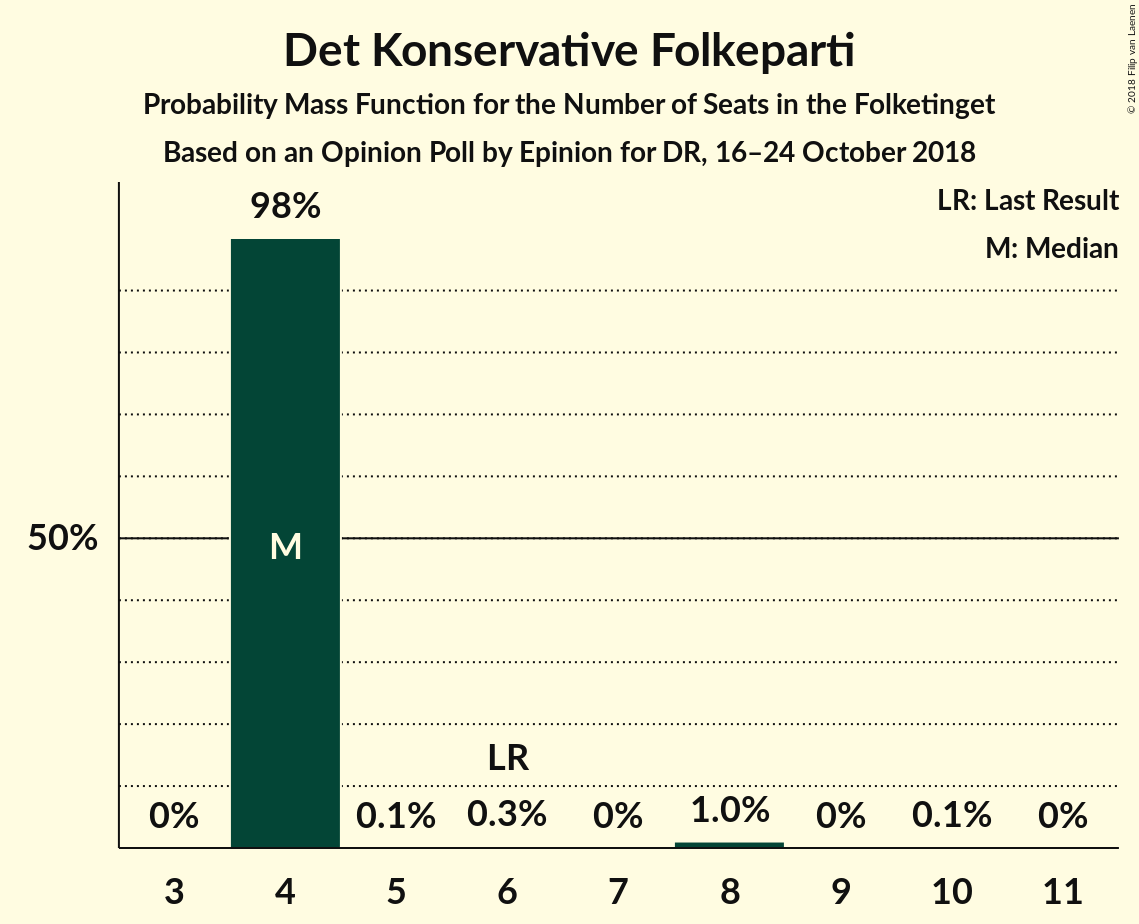 Det Konservative Folkeparti
Probability Mass Function for the Number of Seats in the Folketinget
Based on an Opinion Poll by Epinion for DR, 16–24 October 2018
© 2018 Filip van Laenen
LR: Last Result
M: Median
98%
50%
M
LR
0% 0.1% 0.3% 0% 1.0% 0% 0.1% 0%
3 4 5 6 7 8 9 10 11